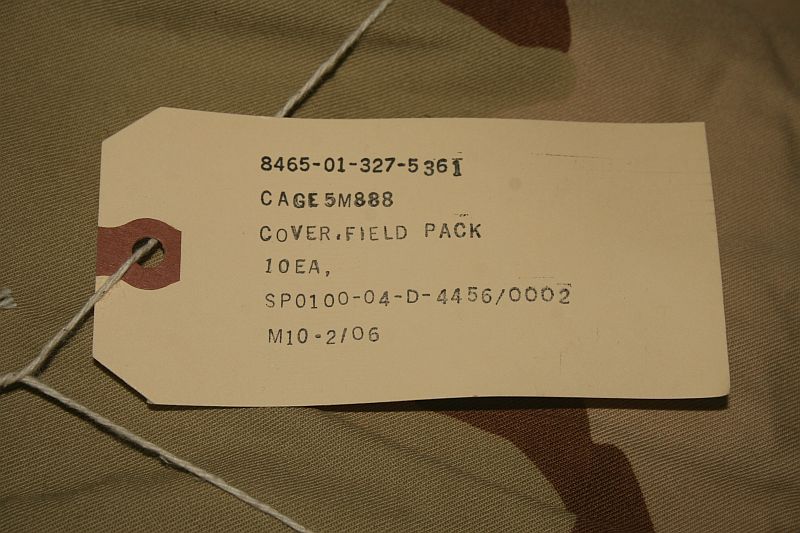 8465-01-327-5361
CAGE5M888
COVER.FIELD PACK
10EA,
SP0100-04-D-4456/0002
M10-2/06